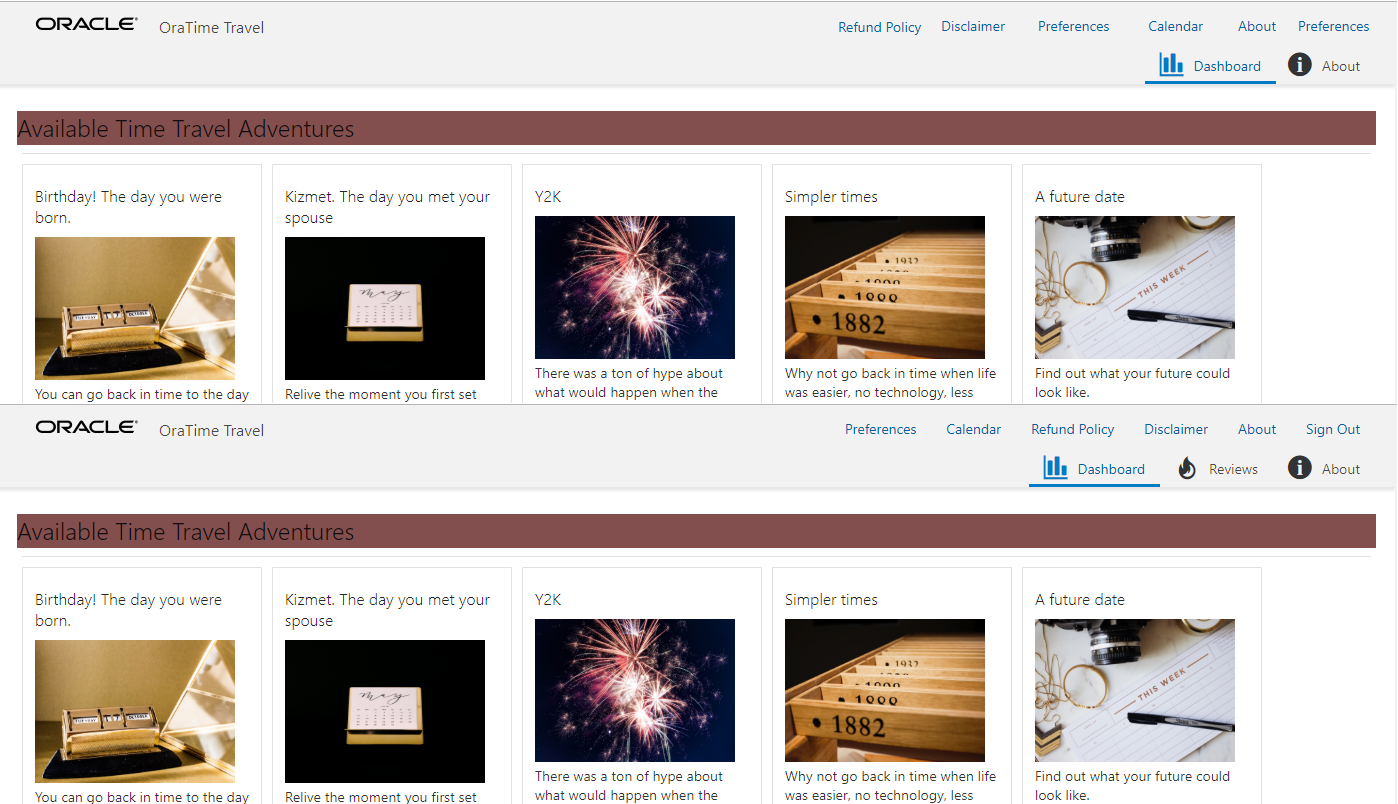 ORACLE® OraTime Travel Refund Policy Disclaimer Preferences Calendar About Preferences
Dashboard About
Available Time Travel Adventures
Birthday! The day you were
born.
Kizmet. The day you met your
spouse
Y2K
Simpler times
A future date
OCTOBER
may
1932
1898
1882
THIS WEEK
You can go back in time to the day
Relive the moment you first set
There was a ton of hype about
what would happen when the
Why not go back in time when life
was easier, no technology, less
Find out what your future could
look like.
ORACLE® OraTime Travel Preferences Calendar Refund Policy Disclaimer About Sign Out
Dashboard Reviews About
Available Time Travel Adventures
Birthday! The day you were
born.
Kizmet. The day you met your
spouse
Y2K
Simpler times
A future date
OCTOBER
may
1932
1882
THIS WEEK
You can go back in time to the day
Relive the moment you first set
There was a ton of hype about
what would happen when the
Why not go back in time when life
was easier, no technology, less
Find out what your future could
look like.